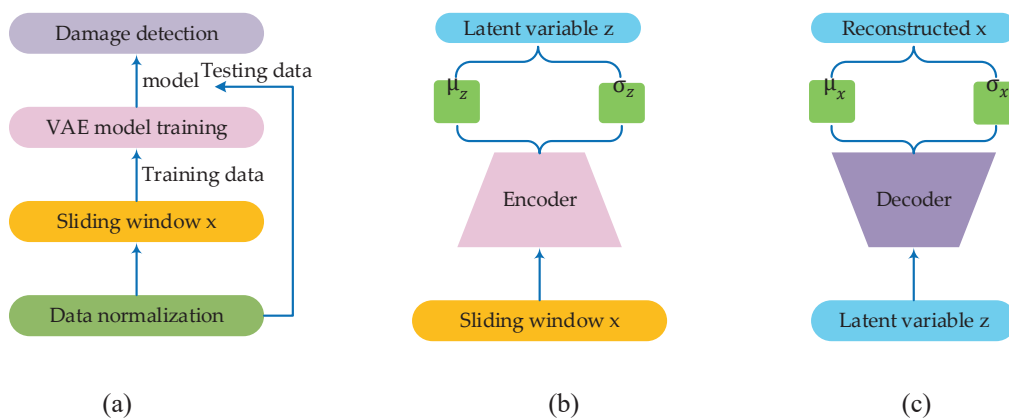 Damage detection
model
Testing data
VAE model training
Training data
Sliding window x
Data normalization
(a)
Latent variable z
μz
σz
Encoder
Sliding window x
(b)
Reconstructed x
μx
σx
Decoder
Latent variable z
(c)